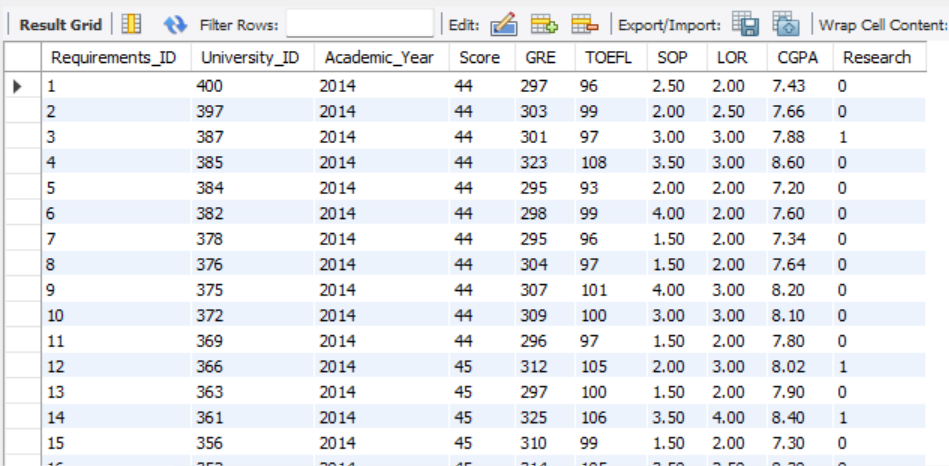 Result Grid Filter Rows: Edit: Export/Import: Wrap Cell Content:
Requirements_ID University_ID Academic_Year Score GRE TOEFL SOP LOR CGPA Research
1 400 2014 44 297 96 2.50 2.00 7.43 0
2 397 2014 44 303 99 2.00 2.50 7.66 0
3 387 2014 44 301 97 3.00 3.00 7.88 1
4 385 2014 44 323 108 3.50 3.00 8.60 0
5 384 2014 44 295 93 2.00 2.00 7.20 0
6 382 2014 44 298 99 4.00 2.00 7.60 0
7 378 2014 44 295 96 1.50 2.00 7.34 0
8 376 2014 44 304 97 1.50 2.00 7.64 0
9 375 2014 44 307 101 4.00 3.00 8.20 0
10 372 2014 44 309 100 3.00 3.00 8.10 0
11 369 2014 44 296 97 1.50 2.00 7.80 0
12 366 2014 45 312 105 2.00 3.00 8.02 1
13 363 2014 45 297 100 1.50 2.00 7.90 0
14 361 2014 45 325 106 3.50 4.00 8.40 1
15 356 2014 45 310 99 1.50 2.00 7.30 0